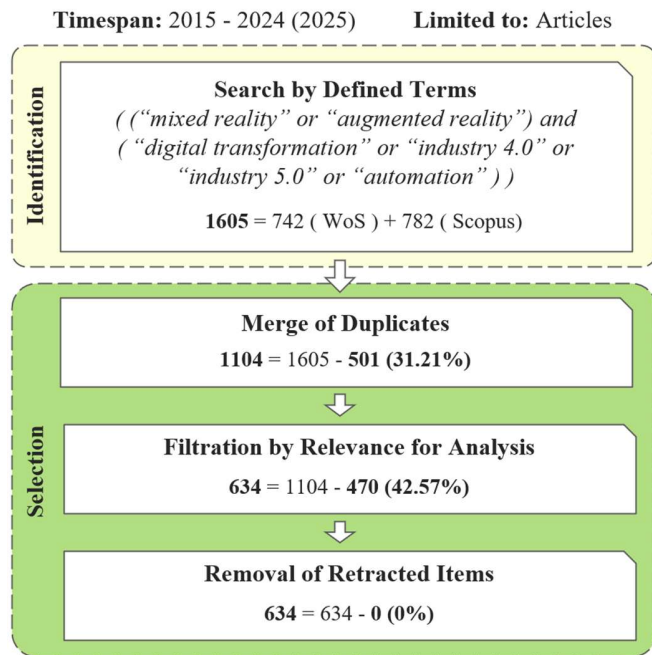 Timespan: 2015 - 2024 (2025) Limited to: Articles
Identification
Search by Defined Terms
( (“mixed reality” or “augmented reality”) and
( “digital transformation” or “industry 4.0” or
“industry 5.0” or “automation” ) )
1605 = 742 ( WoS ) + 782 ( Scopus)
Selection
Merge of Duplicates
1104 = 1605 - 501 (31.21%)
Filtration by Relevance for Analysis
634 = 1104 - 470 (42.57%)
Removal of Retracted Items
634 = 634 - 0 (0%)